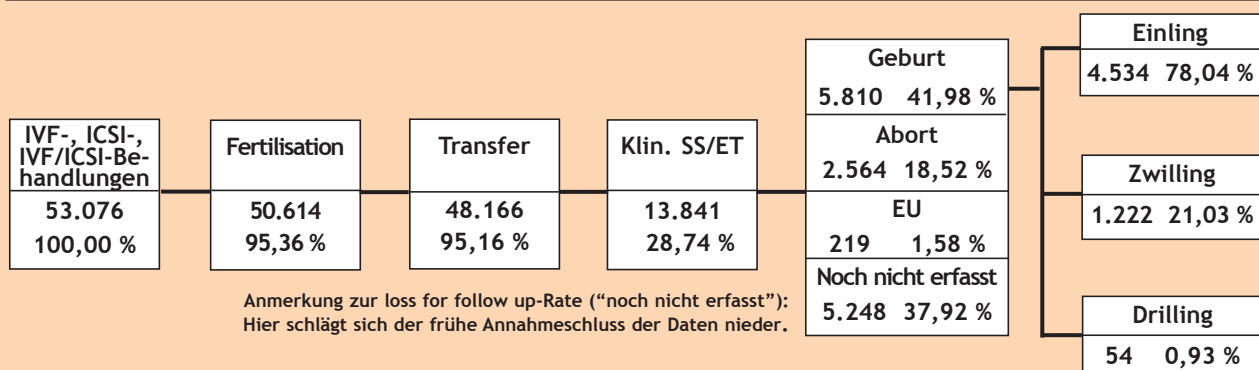 IVF-, ICSI-,
IVF/ICSI-Be-
handlungen
53.076
100,00 %
Fertilisation
50.614
95,36 %
Transfer
48.166
95,16 %
Klin. SS/ET
13.841
28,74 %
Geburt
5.810 41,98 %
Abort
2.564 18,52 %
EU
219 1,58 %
Noch nicht erfasst
5.248 37,92 %
Einling
4.534 78,04 %
Zwilling
1.222 21,03 %
Drilling
54 0,93 %
Anmerkung zur loss for follow up-Rate (“noch nicht erfasst”):
Hier schlägt sich der frühe Annahmeschluss der Daten nieder.